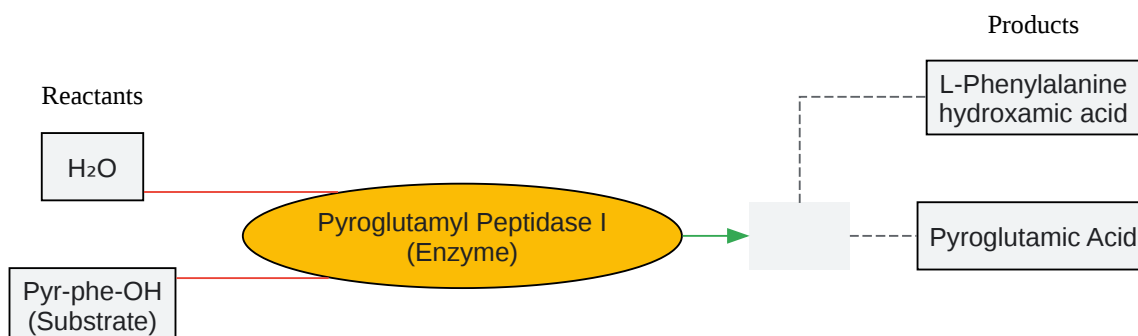 Products
L-Phenylalanine
hydroxamic acid
Reactants
H₂O
Pyroglutamyl Peptidase I
(Enzyme)
Pyroglutamic Acid
Pyr-phe-OH
(Substrate)